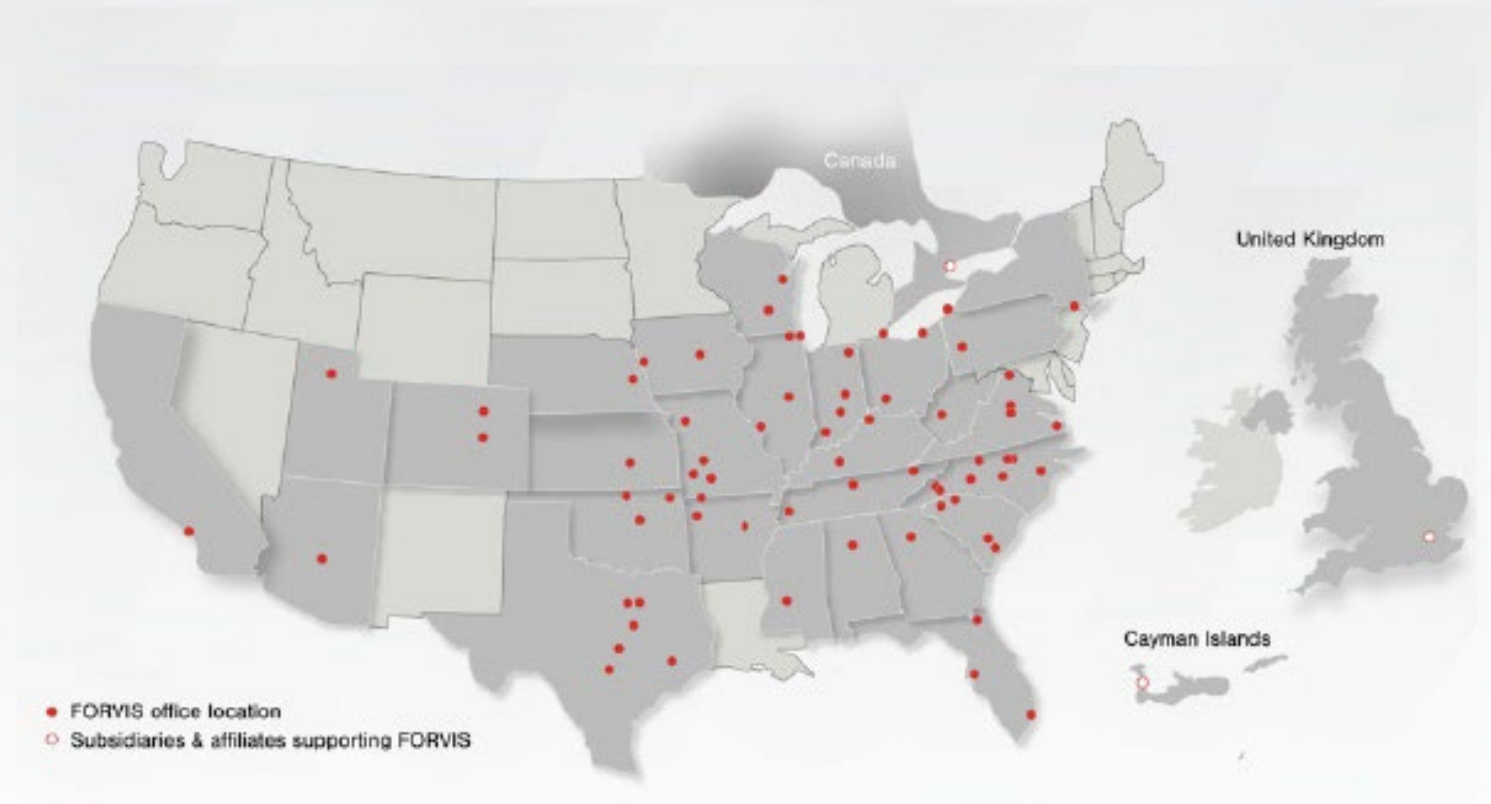 Canada
United Kingdom
Cayman Islands
FORVIS office location
Subsidiaries & affiliates supporting FORVIS